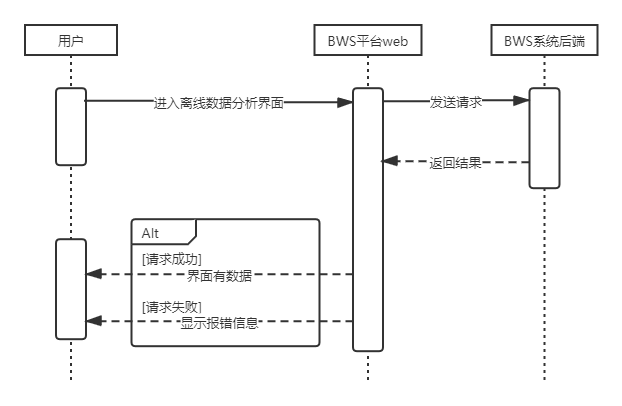 用户
BWS平台web
BWS系统后端
进入离线数据分析界面
发送请求
返回结果
Alt
[请求成功]
界面有数据
[请求失败]
显示报错信息